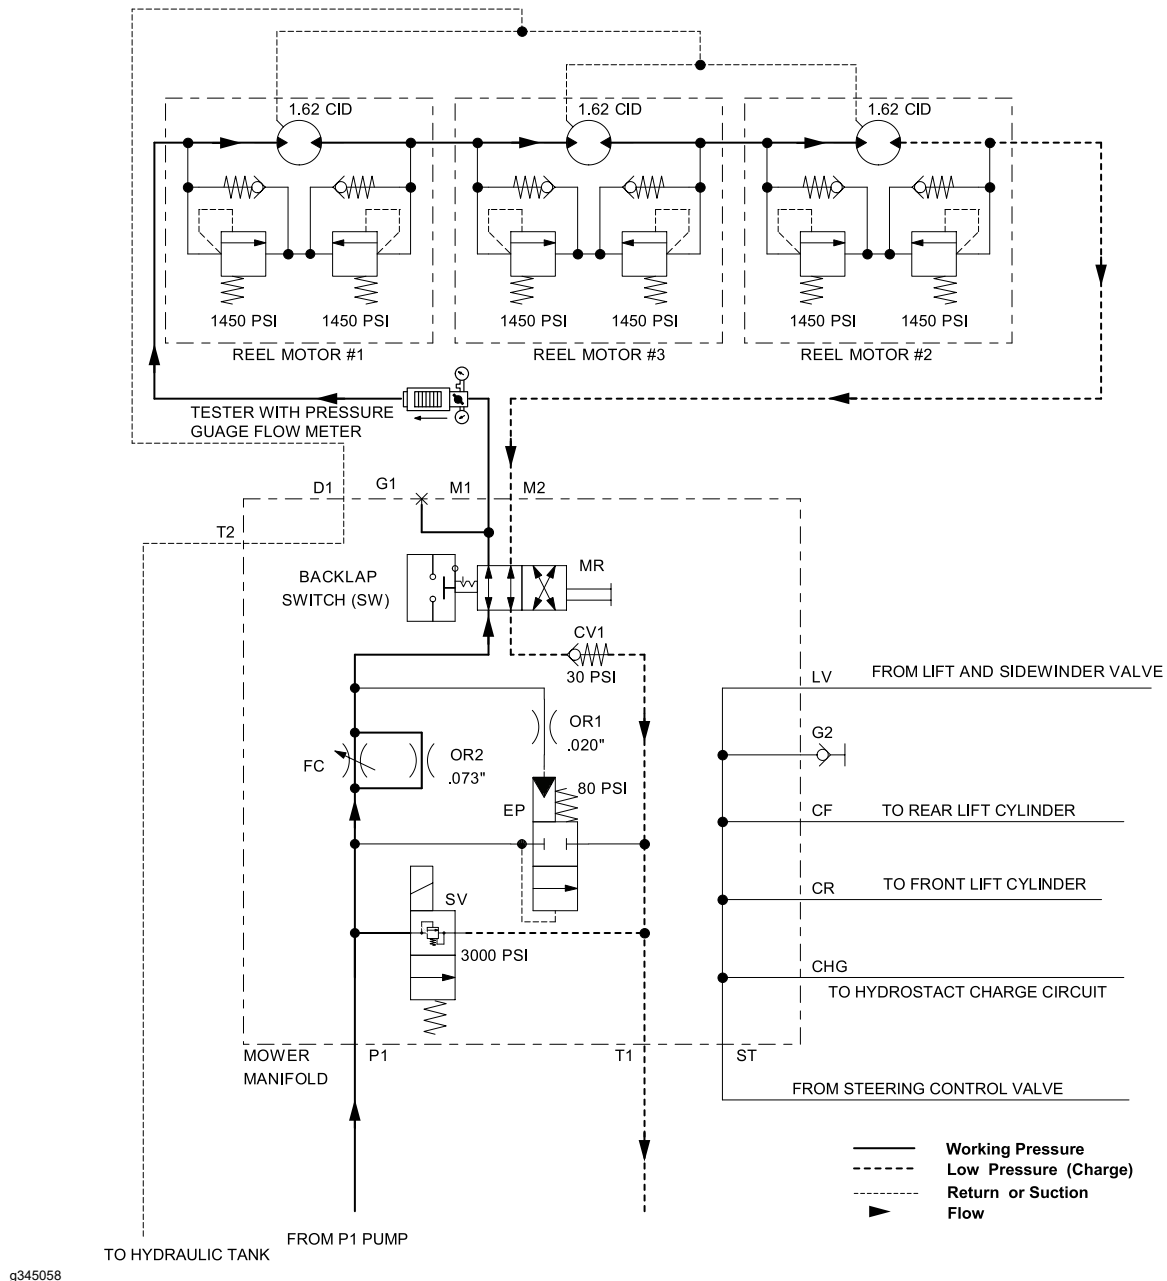 1.62 CID
1.62 CID
1.62 CID
1450 PSI
1450 PSI
1450 PSI
1450 PSI
1450 PSI
1450 PSI
REEL MOTOR #1
REEL MOTOR #3
REEL MOTOR #2
TESTER WITH PRESSURE
GUAGE FLOW METER
D1
G1
M1
M2
T2
BACKLAP
SWITCH (SW)
MR
CV1
30 PSI
LV
FROM LIFT AND SIDEWINDER VALVE
OR1
.020"
G2
FC
OR2
.073"
80 PSI
EP
CF
TO REAR LIFT CYLINDER
SV
CR
TO FRONT LIFT CYLINDER
3000 PSI
CHG
TO HYDROSTACT CHARGE CIRCUIT
MOWER
MANIFOLD
P1
T1
ST
FROM STEERING CONTROL VALVE
Working Pressure
Low Pressure (Charge)
Return or Suction
Flow
FROM P1 PUMP
TO HYDRAULIC TANK
g345058